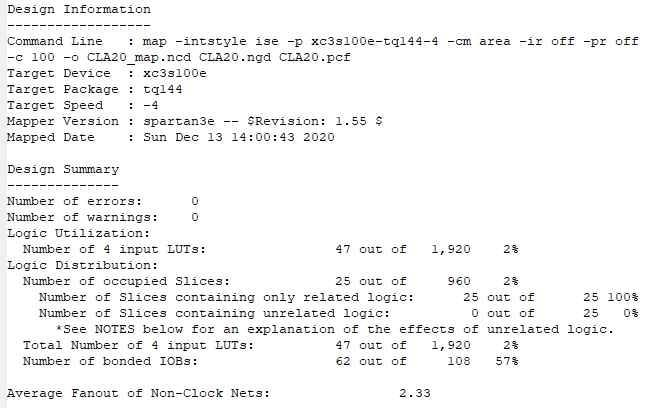 Design Information
------------------
Command Line   : map -intstyle ise -p xc3s100e-tq144-4 -cm area -ir off -pr off
-c 100 -o CLA20_map.ncd CLA20.ngd CLA20.pcf
Target Device  : xc3s100e
Target Package : tq144
Target Speed   : -4
Mapper Version : spartan3e -- $Revision: 1.55 $
Mapped Date    : Sun Dec 13 14:00:43 2020

Design Summary
--------------
Number of errors:      0
Number of warnings:    0
Logic Utilization:
  Number of 4 input LUTs:                47 out of   1,920    2%
Logic Distribution:
  Number of occupied Slices:             25 out of     960    2%
    Number of Slices containing only related logic:      25 out of      25 100%
    Number of Slices containing unrelated logic:          0 out of      25   0%
      *See NOTES below for an explanation of the effects of unrelated logic.
  Total Number of 4 input LUTs:          47 out of   1,920    2%
  Number of bonded IOBs:                 62 out of     108   57%

Average Fanout of Non-Clock Nets:                2.33